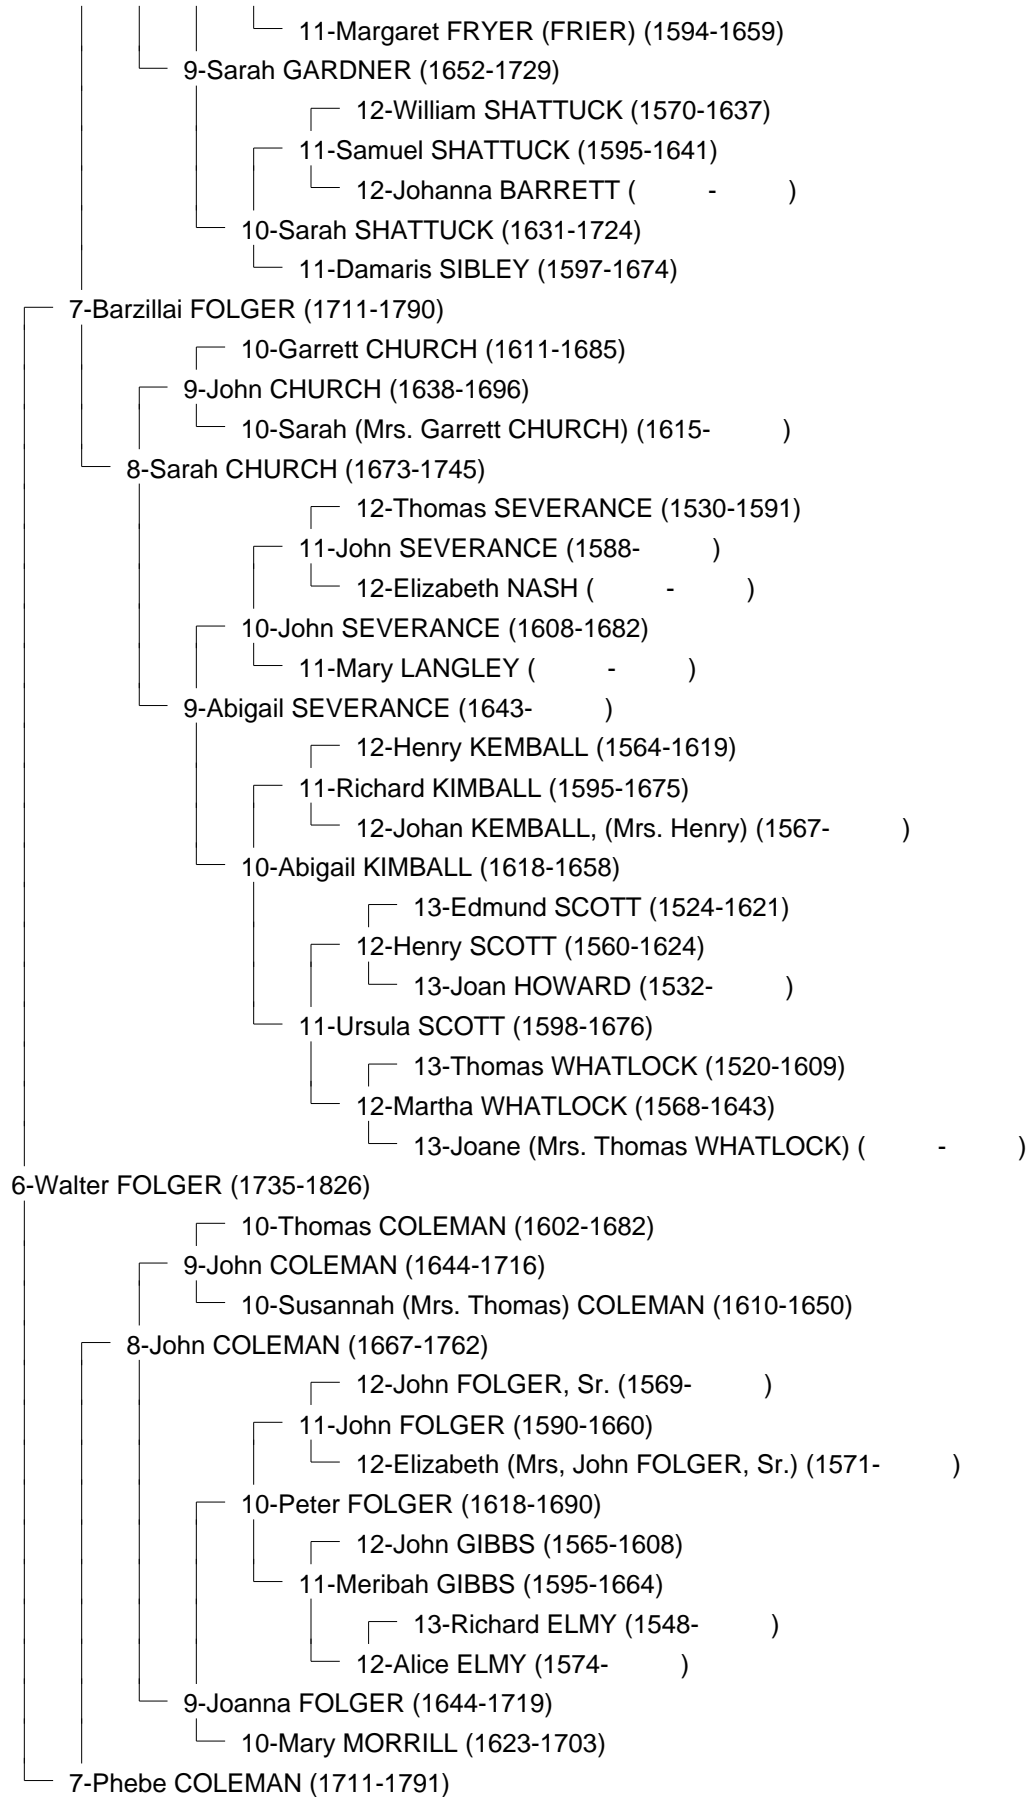 11-Margaret FRYER (FRIER) (1594-1659)
9-Sarah GARDNER (1652-1729)
12-William SHATTUCK (1570-1637)
11-Samuel SHATTUCK (1595-1641)
12-Johanna BARRETT ( - )
10-Sarah SHATTUCK (1631-1724)
11-Damaris SIBLEY (1597-1674)
7-Barzillai FOLGER (1711-1790)
10-Garrett CHURCH (1611-1685)
9-John CHURCH (1638-1696)
10-Sarah (Mrs. Garrett CHURCH) (1615- )
8-Sarah CHURCH (1673-1745)
12-Thomas SEVERANCE (1530-1591)
11-John SEVERANCE (1588- )
12-Elizabeth NASH ( - )
10-John SEVERANCE (1608-1682)
11-Mary LANGLEY ( - )
9-Abigail SEVERANCE (1643- )
12-Henry KEMBALL (1564-1619)
11-Richard KIMBALL (1595-1675)
12-Johan KEMBALL, (Mrs. Henry) (1567- )
10-Abigail KIMBALL (1618-1658)
13-Edmund SCOTT (1524-1621)
12-Henry SCOTT (1560-1624)
13-Joan HOWARD (1532- )
11-Ursula SCOTT (1598-1676)
13-Thomas WHATLOCK (1520-1609)
12-Martha WHATLOCK (1568-1643)
13-Joane (Mrs. Thomas WHATLOCK) ( - )
6-Walter FOLGER (1735-1826)
10-Thomas COLEMAN (1602-1682)
9-John COLEMAN (1644-1716)
10-Susannah (Mrs. Thomas) COLEMAN (1610-1650)
8-John COLEMAN (1667-1762)
12-John FOLGER, Sr. (1569- )
11-John FOLGER (1590-1660)
12-Elizabeth (Mrs, John FOLGER, Sr.) (1571- )
10-Peter FOLGER (1618-1690)
12-John GIBBS (1565-1608)
11-Meribah GIBBS (1595-1664)
13-Richard ELMY (1548- )
12-Alice ELMY (1574- )
9-Joanna FOLGER (1644-1719)
10-Mary MORRILL (1623-1703)
7-Phebe COLEMAN (1711-1791)